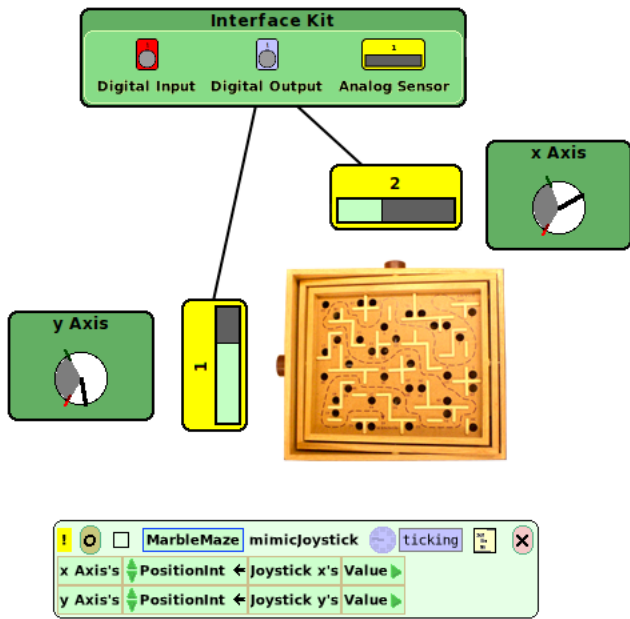 Interface Kit
1
Digital Input Digital Output Analog Sensor
2
x Axis
y Axis
1
! MarbleMaze mimicJoystick ticking
x Axis's PositionInt ← Joystick x's Value
y Axis's PositionInt ← Joystick y's Value